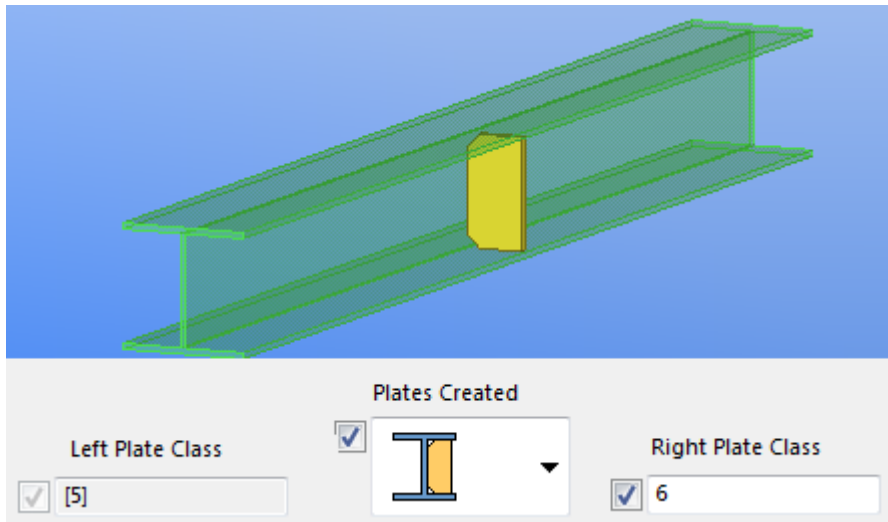 Plates Created
Left Plate Class
Right Plate Class
[5]
6